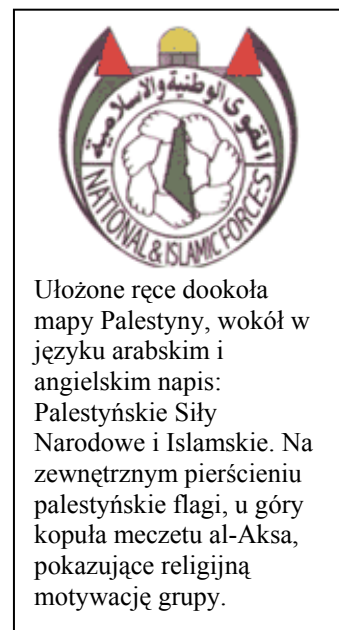 القوى الوطنية والاسلامية
NATIONAL & ISLAMIC FORCES
Ułożone ręce dookoła
mapy Palestyny, wokół w
języku arabskim i
angielskim napis:
Palestyńskie Siły
Narodowe i Islamskie. Na
zewnętrznym pierścieniu
palestyńskie flagi, u góry
kopuła meczetu al-Aksa,
pokazujące religijną
motywację grupy.